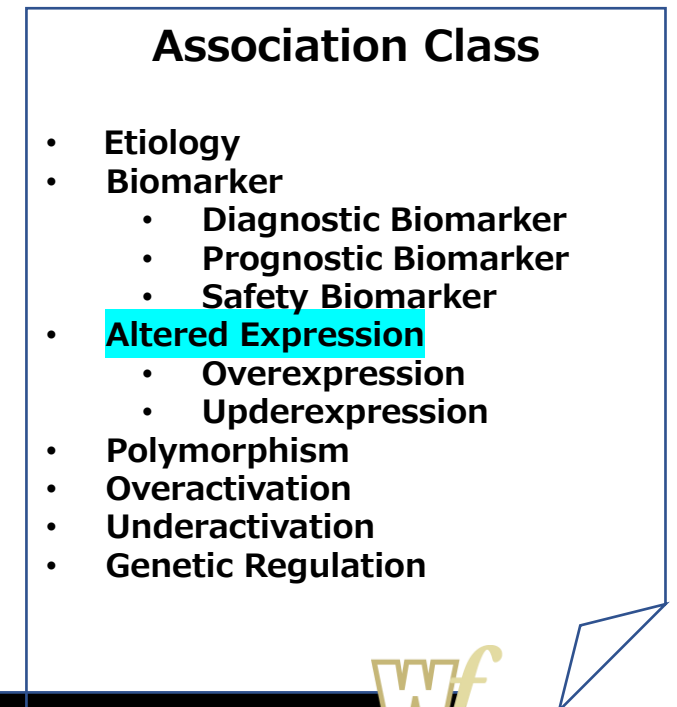 Association Class
• Etiology
• Biomarker
• Diagnostic Biomarker
• Prognostic Biomarker
• Safety Biomarker
• Altered Expression
• Overexpression
• Upderexpression
• Polymorphism
• Overactivation
• Underactivation
• Genetic Regulation
Wf